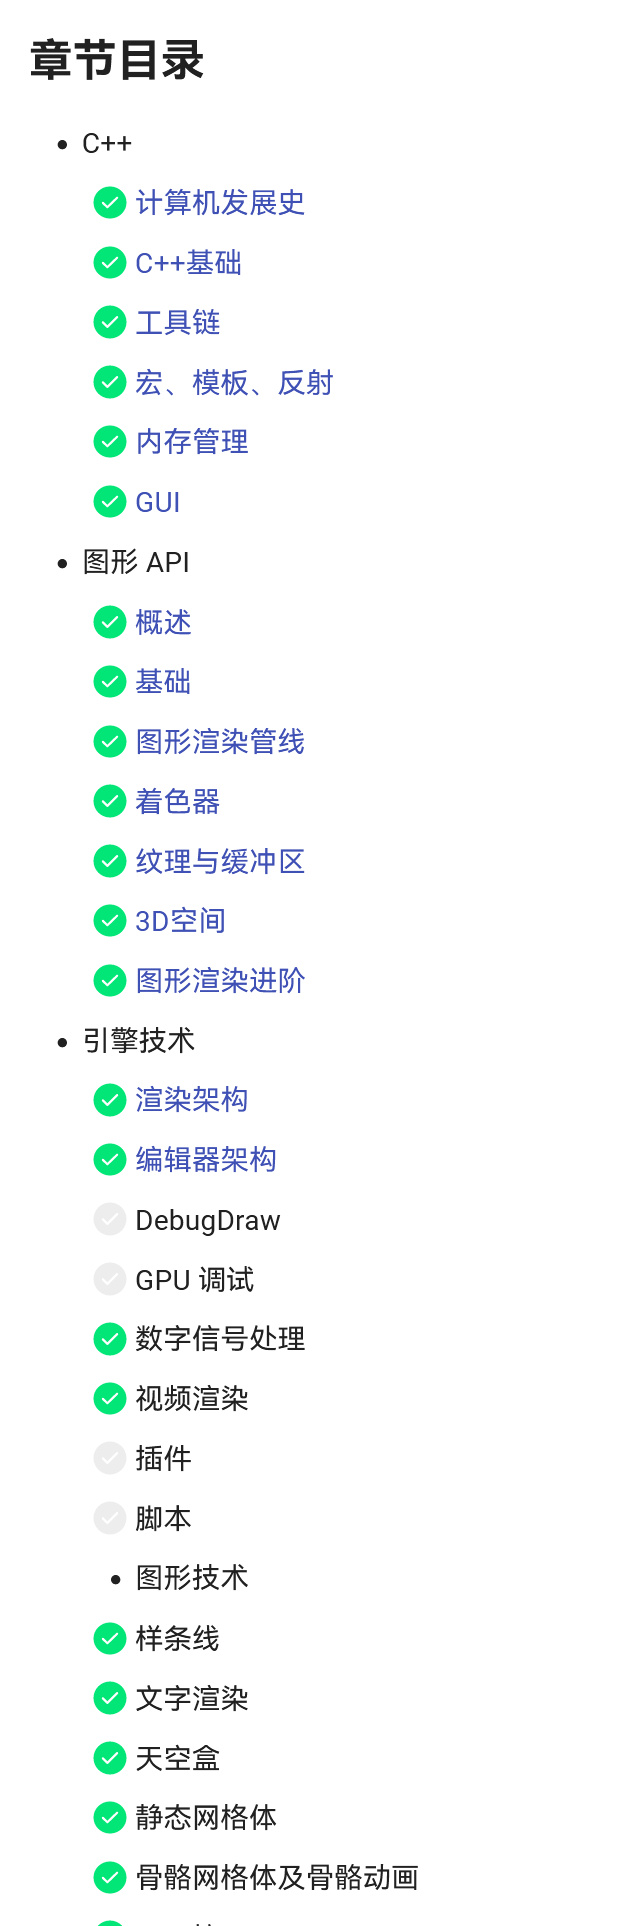 章节目录
C++
计算机发展史
C++基础
工具链
宏、模板、反射
内存管理
GUI
图形 API
概述
基础
图形渲染管线
着色器
纹理与缓冲区
3D空间
图形渲染进阶
引擎技术
渲染架构
编辑器架构
DebugDraw
GPU 调试
数字信号处理
视频渲染
插件
脚本
图形技术
样条线
文字渲染
天空盒
静态网格体
骨骼网格体及骨骼动画